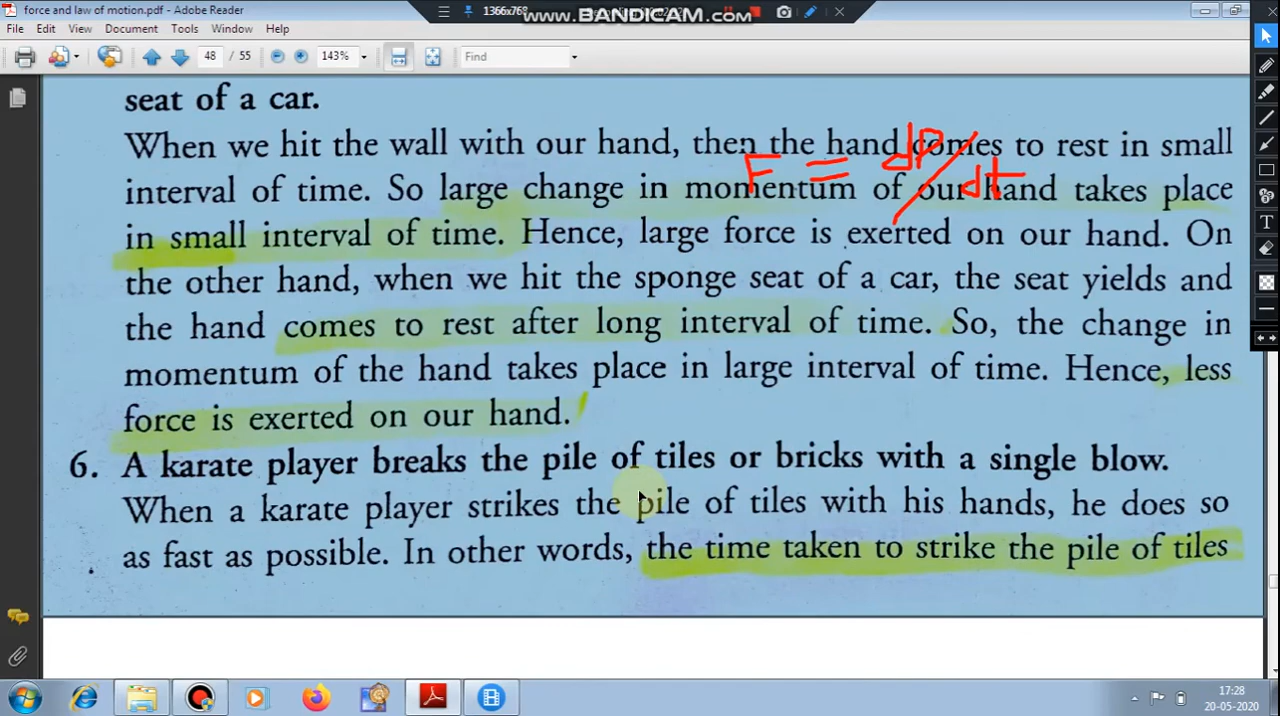 force and law of motion.pdf - Adobe Reader
1366x768
www.BANDICAM.com
File Edit View Document Tools Window Help
48 / 55 143% Find
seat of a car.
When we hit the wall with our hand, then the hand comes to rest in small
interval of time. So large change in momentum of our hand takes place
F = dP/dt
in small interval of time. Hence, large force is exerted on our hand. On
the other hand, when we hit the sponge seat of a car, the seat yields and
the hand comes to rest after long interval of time. So, the change in
momentum of the hand takes place in large interval of time. Hence, less
force is exerted on our hand.
6. A karate player breaks the pile of tiles or bricks with a single blow.
When a karate player strikes the pile of tiles with his hands, he does so
as fast as possible. In other words, the time taken to strike the pile of tiles
17:28
20-05-2020